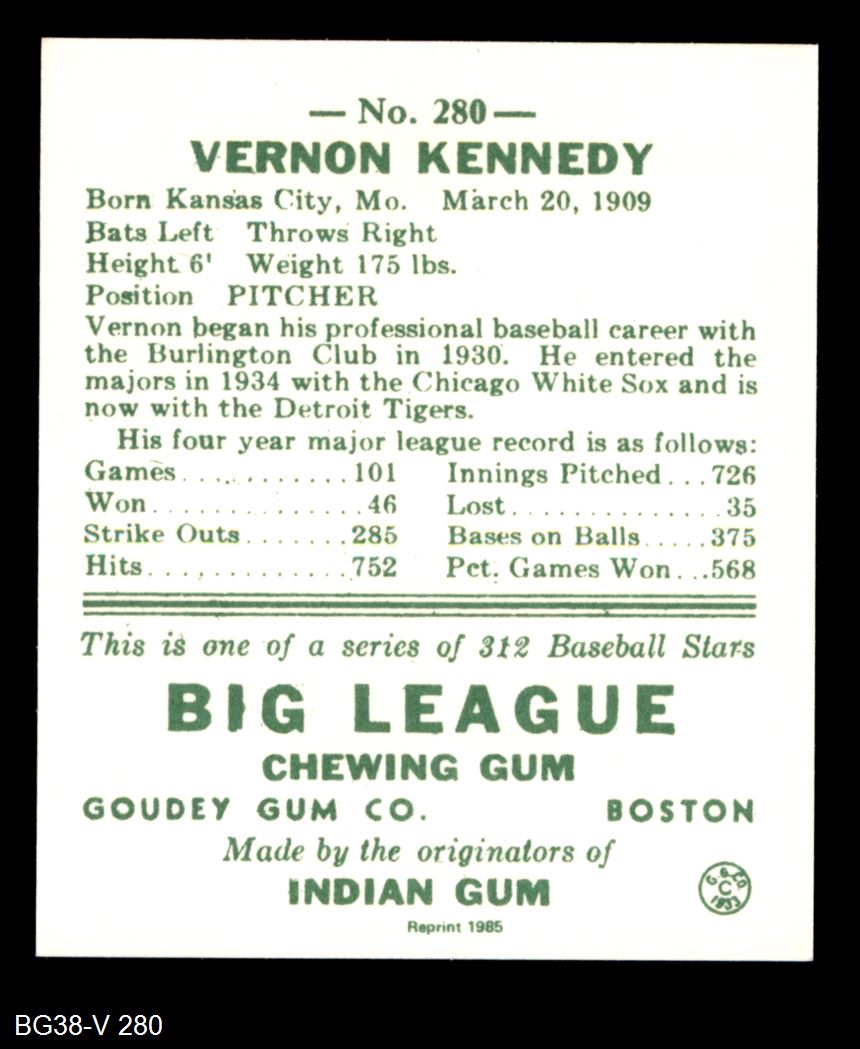 — No. 280 —
VERNON KENNEDY
Born Kansas City, Mo. March 20, 1909
Bats Left Throws Right
Height 6' Weight 175 lbs.
Position PITCHER
Vernon began his professional baseball career with
the Burlington Club in 1930. He entered the
majors in 1934 with the Chicago White Sox and is
now with the Detroit Tigers.
His four year major league record is as follows:
Games............101 Innings Pitched...726
Won..............46 Lost..............35
Strike Outs.......285 Bases on Balls.....375
Hits.............752 Pct. Games Won...568
This is one of a series of 312 Baseball Stars
BIG LEAGUE
CHEWING GUM
GOUDEY GUM CO. BOSTON
Made by the originators of
INDIAN GUM
G.G.CO.
C
1933
Reprint 1985
BG38-V 280